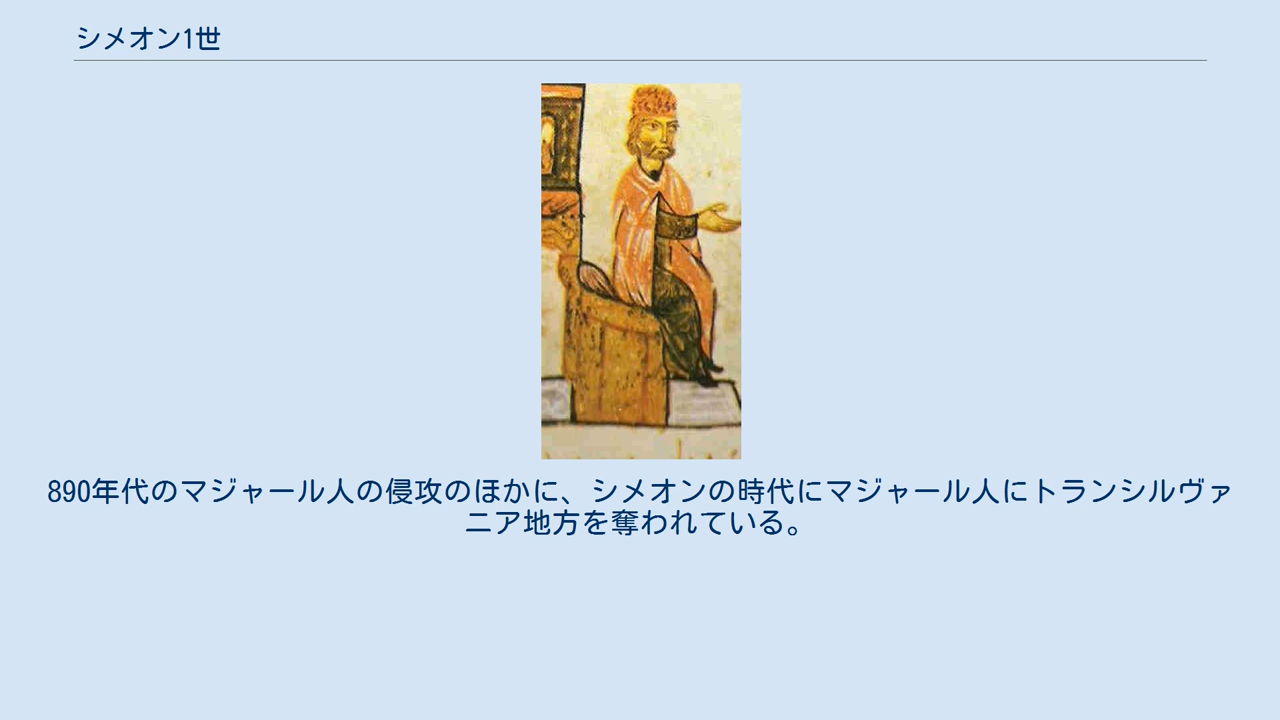 シメオン1世
890年代のマジャール人の侵攻のほかに、シメオンの時代にマジャール人にトランシルヴァ
ニア地方を奪われている。